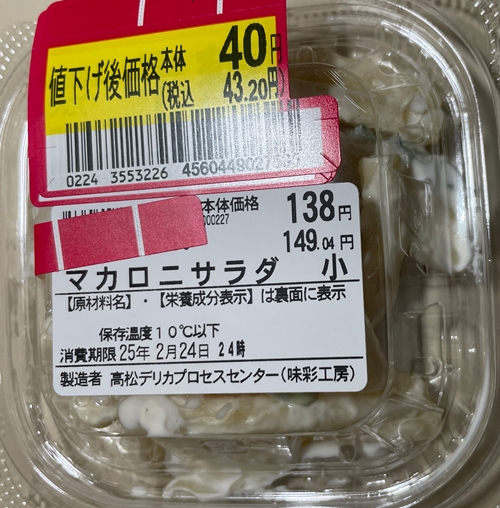 値下げ後価格 本体 40円
(税込 43.20円)
0224 3553226
本体価格 138円
149.04円
マカロニサラダ 小
【原材料名】・【栄養成分表示】は裏面に表示
保存温度10℃以下
消費期限25年 2月24日 24時
製造者 高松デリカプロセスセンター(味彩工房)